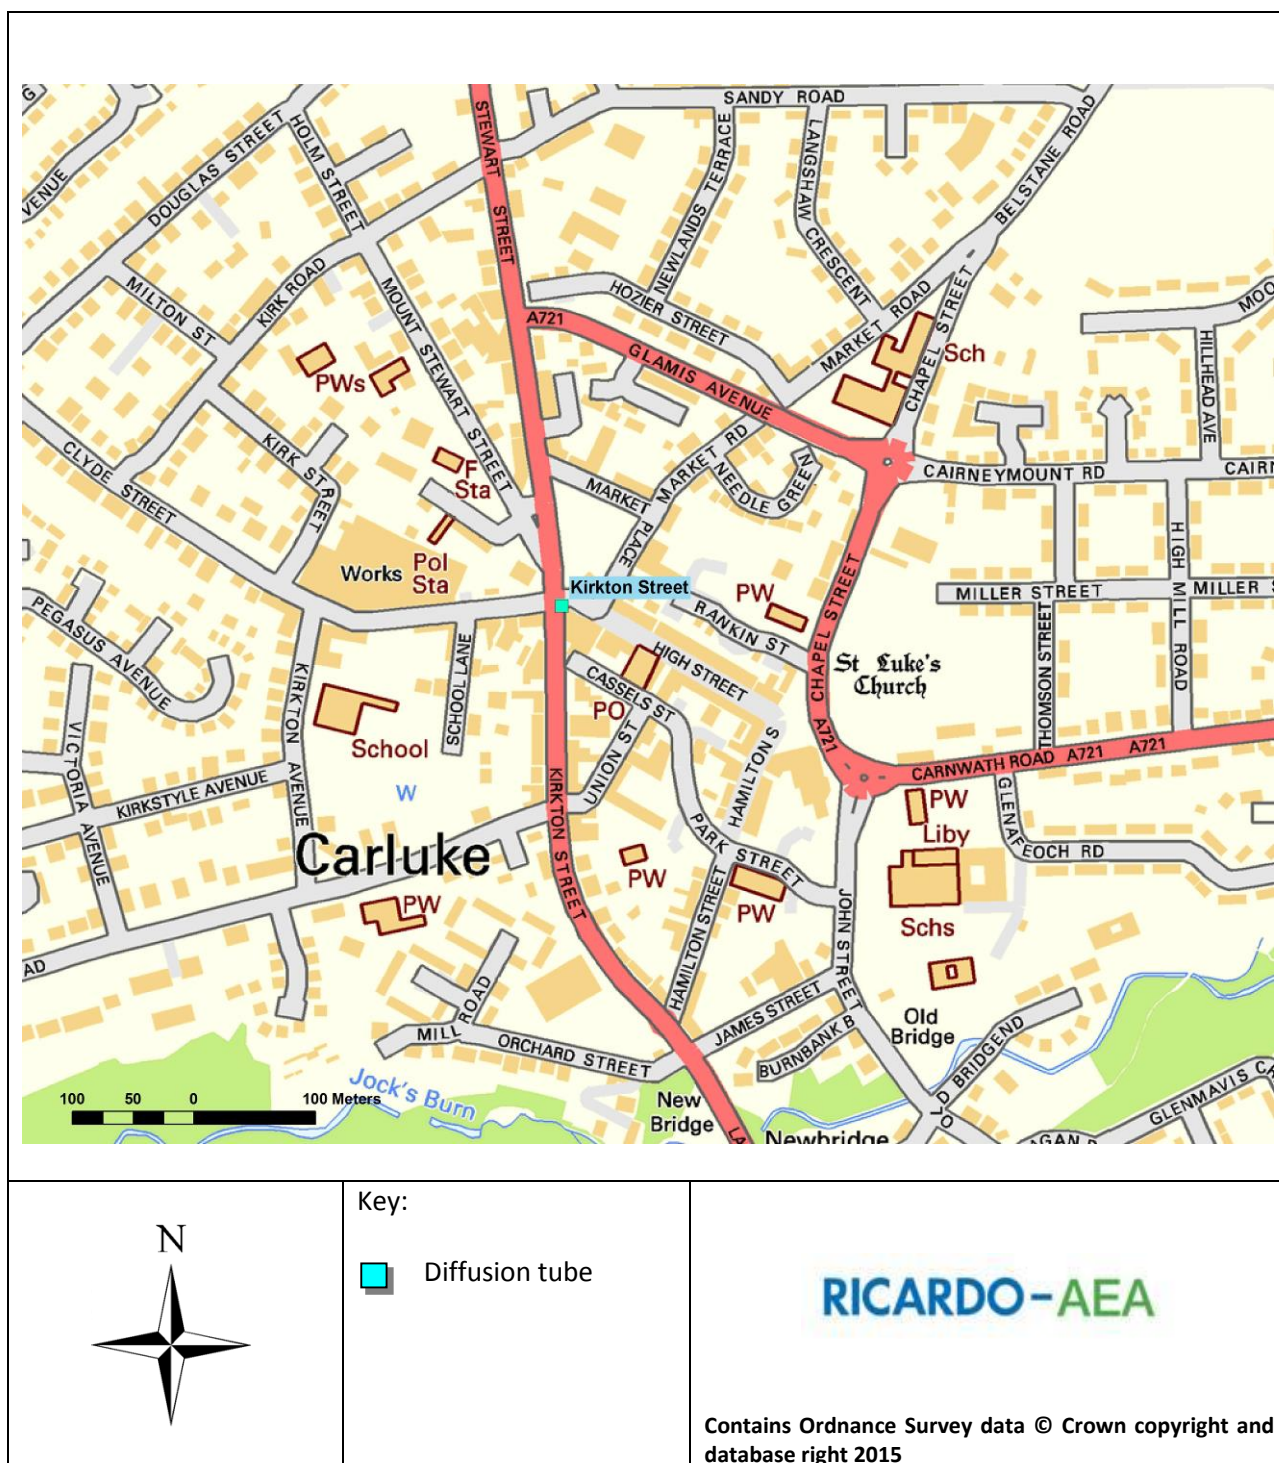 G
AVENUE
DOUGLAS STREET
HOLM STREET
STEWART
STREET
SANDY ROAD
NEWLANDS TERRACE
LANGSHAW
CRESCENT
BELSTANE ROAD
MILTON ST
KIRK ROAD
MOUNT STEWART STREET
HOZIER STREET
MARKET ROAD
CHAPEL STREET
A721
GLAMIS AVENUE
Sch
HILLHEAD AVE
MOO
PWs
CLYDE STREET
KIRK STREET
F
Sta
MARKET
PLACE
MARKET RD
NEEDLE GREEN
CAIRNEYMOUNT RD
CAIRN
Works
Pol
Sta
Kirkton Street
PW
RANKIN ST
CHAPEL STREET
MILLER STREET
MILLER S
HIGH MILL ROAD
THOMSON STREET
PEGASUS AVENUE
KIRKTON
AVENUE
SCHOOL LANE
HIGH STREET
CASSELS ST
PO
St Luke's
Church
A721
School
VICTORIA
AVENUE
KIRKSTYLE AVENUE
W
UNION ST
KIRKTON
STREET
HAMILTON S
CARNWATH ROAD A721
A721
PW
Liby
GLENAFEOCH RD
Carluke
PARK STREET
PW
PW
PW
HAMILTON STREET
JOHN STREET
Schs
AD
MILL ROAD
ORCHARD STREET
JAMES STREET
BURNBANK B
Old
Bridge
OLD BRIDGEND
GLENMAVIS C
Jock's Burn
New
Bridge
LA
Newbridge
AGAN
100 50 0 100 Meters
N
Key:
Diffusion tube
RICARDO-AEA
Contains Ordnance Survey data © Crown copyright and
database right 2015